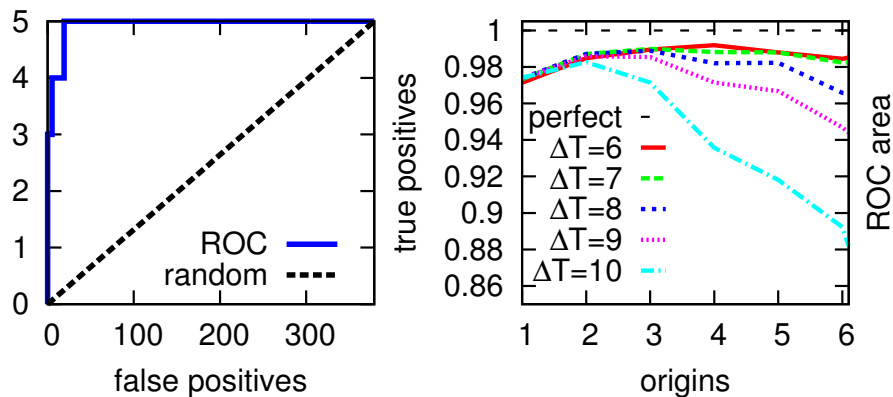 5
4
3
2
1
0
ROC
random
0
100
200
300
false positives
true positives
1
0.98
0.96
0.94
0.92
0.9
0.88
0.86
perfect
ΔT=6
ΔT=7
ΔT=8
ΔT=9
ΔT=10
1
2
3
4
5
6
origins
ROC area